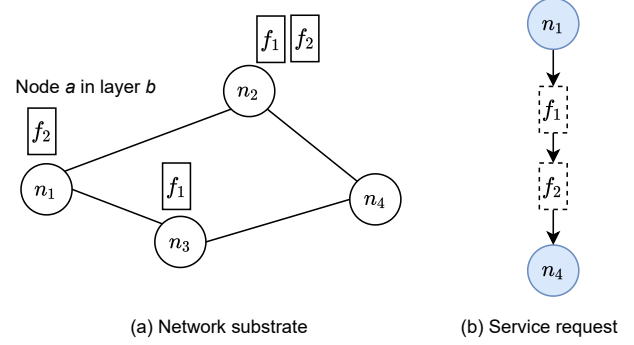 n₁
f₁ f₂
Node a in layer b
n₂
f₂
f₁
f₁
n₁
n₄
f₂
n₃
n₄
(a) Network substrate
(b) Service request